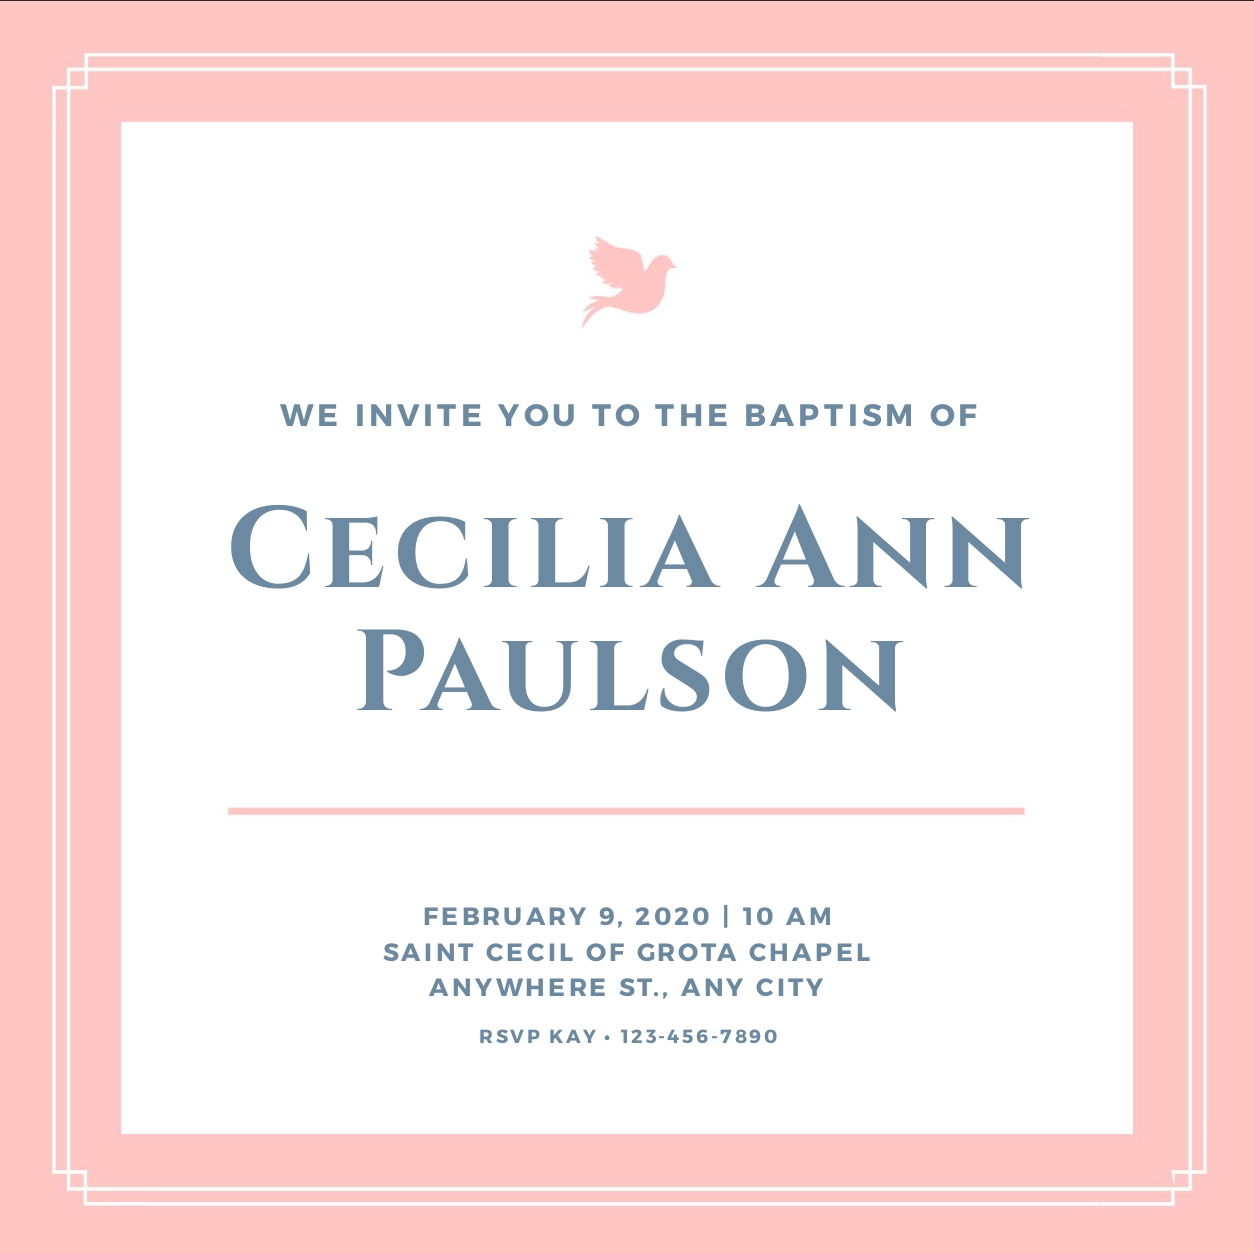 WE INVITE YOU TO THE BAPTISM OF
CECILIA ANN
PAULSON
FEBRUARY 9, 2020 | 10 AM
SAINT CECIL OF GROTA CHAPEL
ANYWHERE ST., ANY CITY
RSVP KAY • 123-456-7890